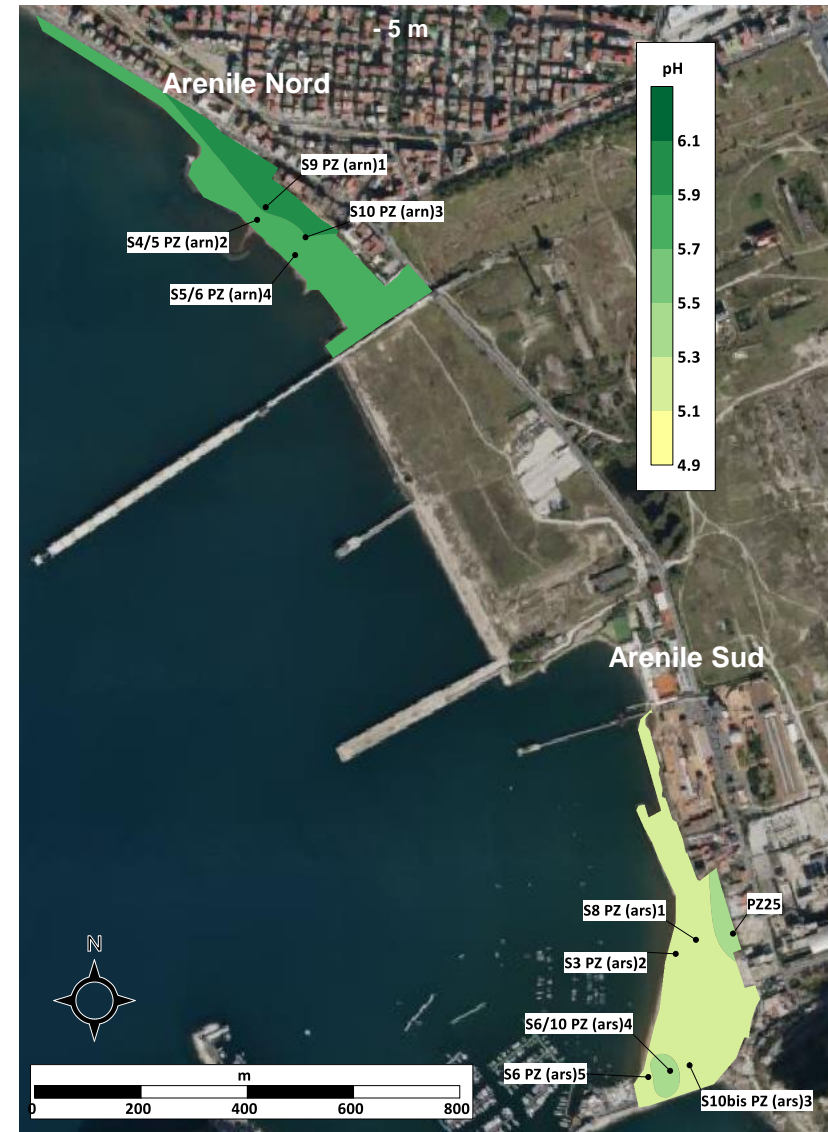 - 5 m
Arenile Nord
pH
6.1
5.9
5.7
5.5
5.3
5.1
4.9
S9 PZ (arn)1
S10 PZ (arn)3
S4/5 PZ (arn)2
S5/6 PZ (arn)4
Arenile Sud
PZ25
S8 PZ (ars)1
S3 PZ (ars)2
S6/10 PZ (ars)4
S6 PZ (ars)5
S10bis PZ (ars)3
N
m
0 200 400 600 800